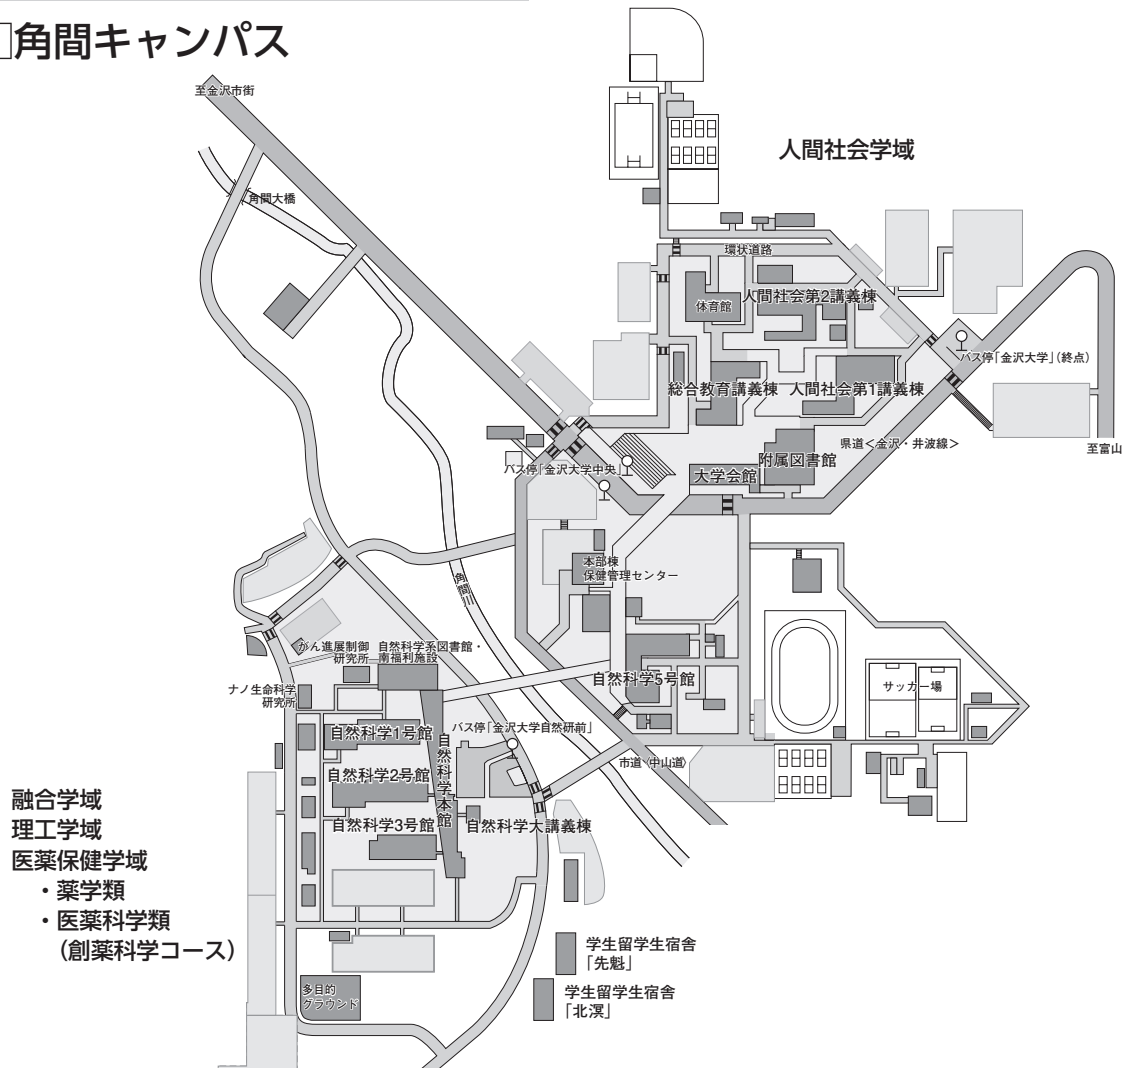 角間キャンパス
至金沢市街
人間社会学域
角間大橋
環状道路
体育館
人間社会第2講義棟
バス停「金沢大学」（終点）
総合教育講義棟
人間社会第1講義棟
県道＜金沢・井波線＞
至富山
附属図書館
バス停「金沢大学中央」
大学会館
本部棟
保健管理センター
角間川
がん進展制御
研究所
自然科学系図書館・
南福利施設
自然科学5号館
サッカー場
ナノ生命科学
研究所
自然科学1号館
バス停「金沢大学自然研前」
自然科学本館
市道（中山道）
自然科学2号館
自然科学3号館
自然科学大講義棟
融合学域
理工学域
医薬保健学域
・薬学類
・医薬科学類
（創薬科学コース）
学生留学生宿舎
「先魁」
学生留学生宿舎
「北溟」
多目的
グラウンド